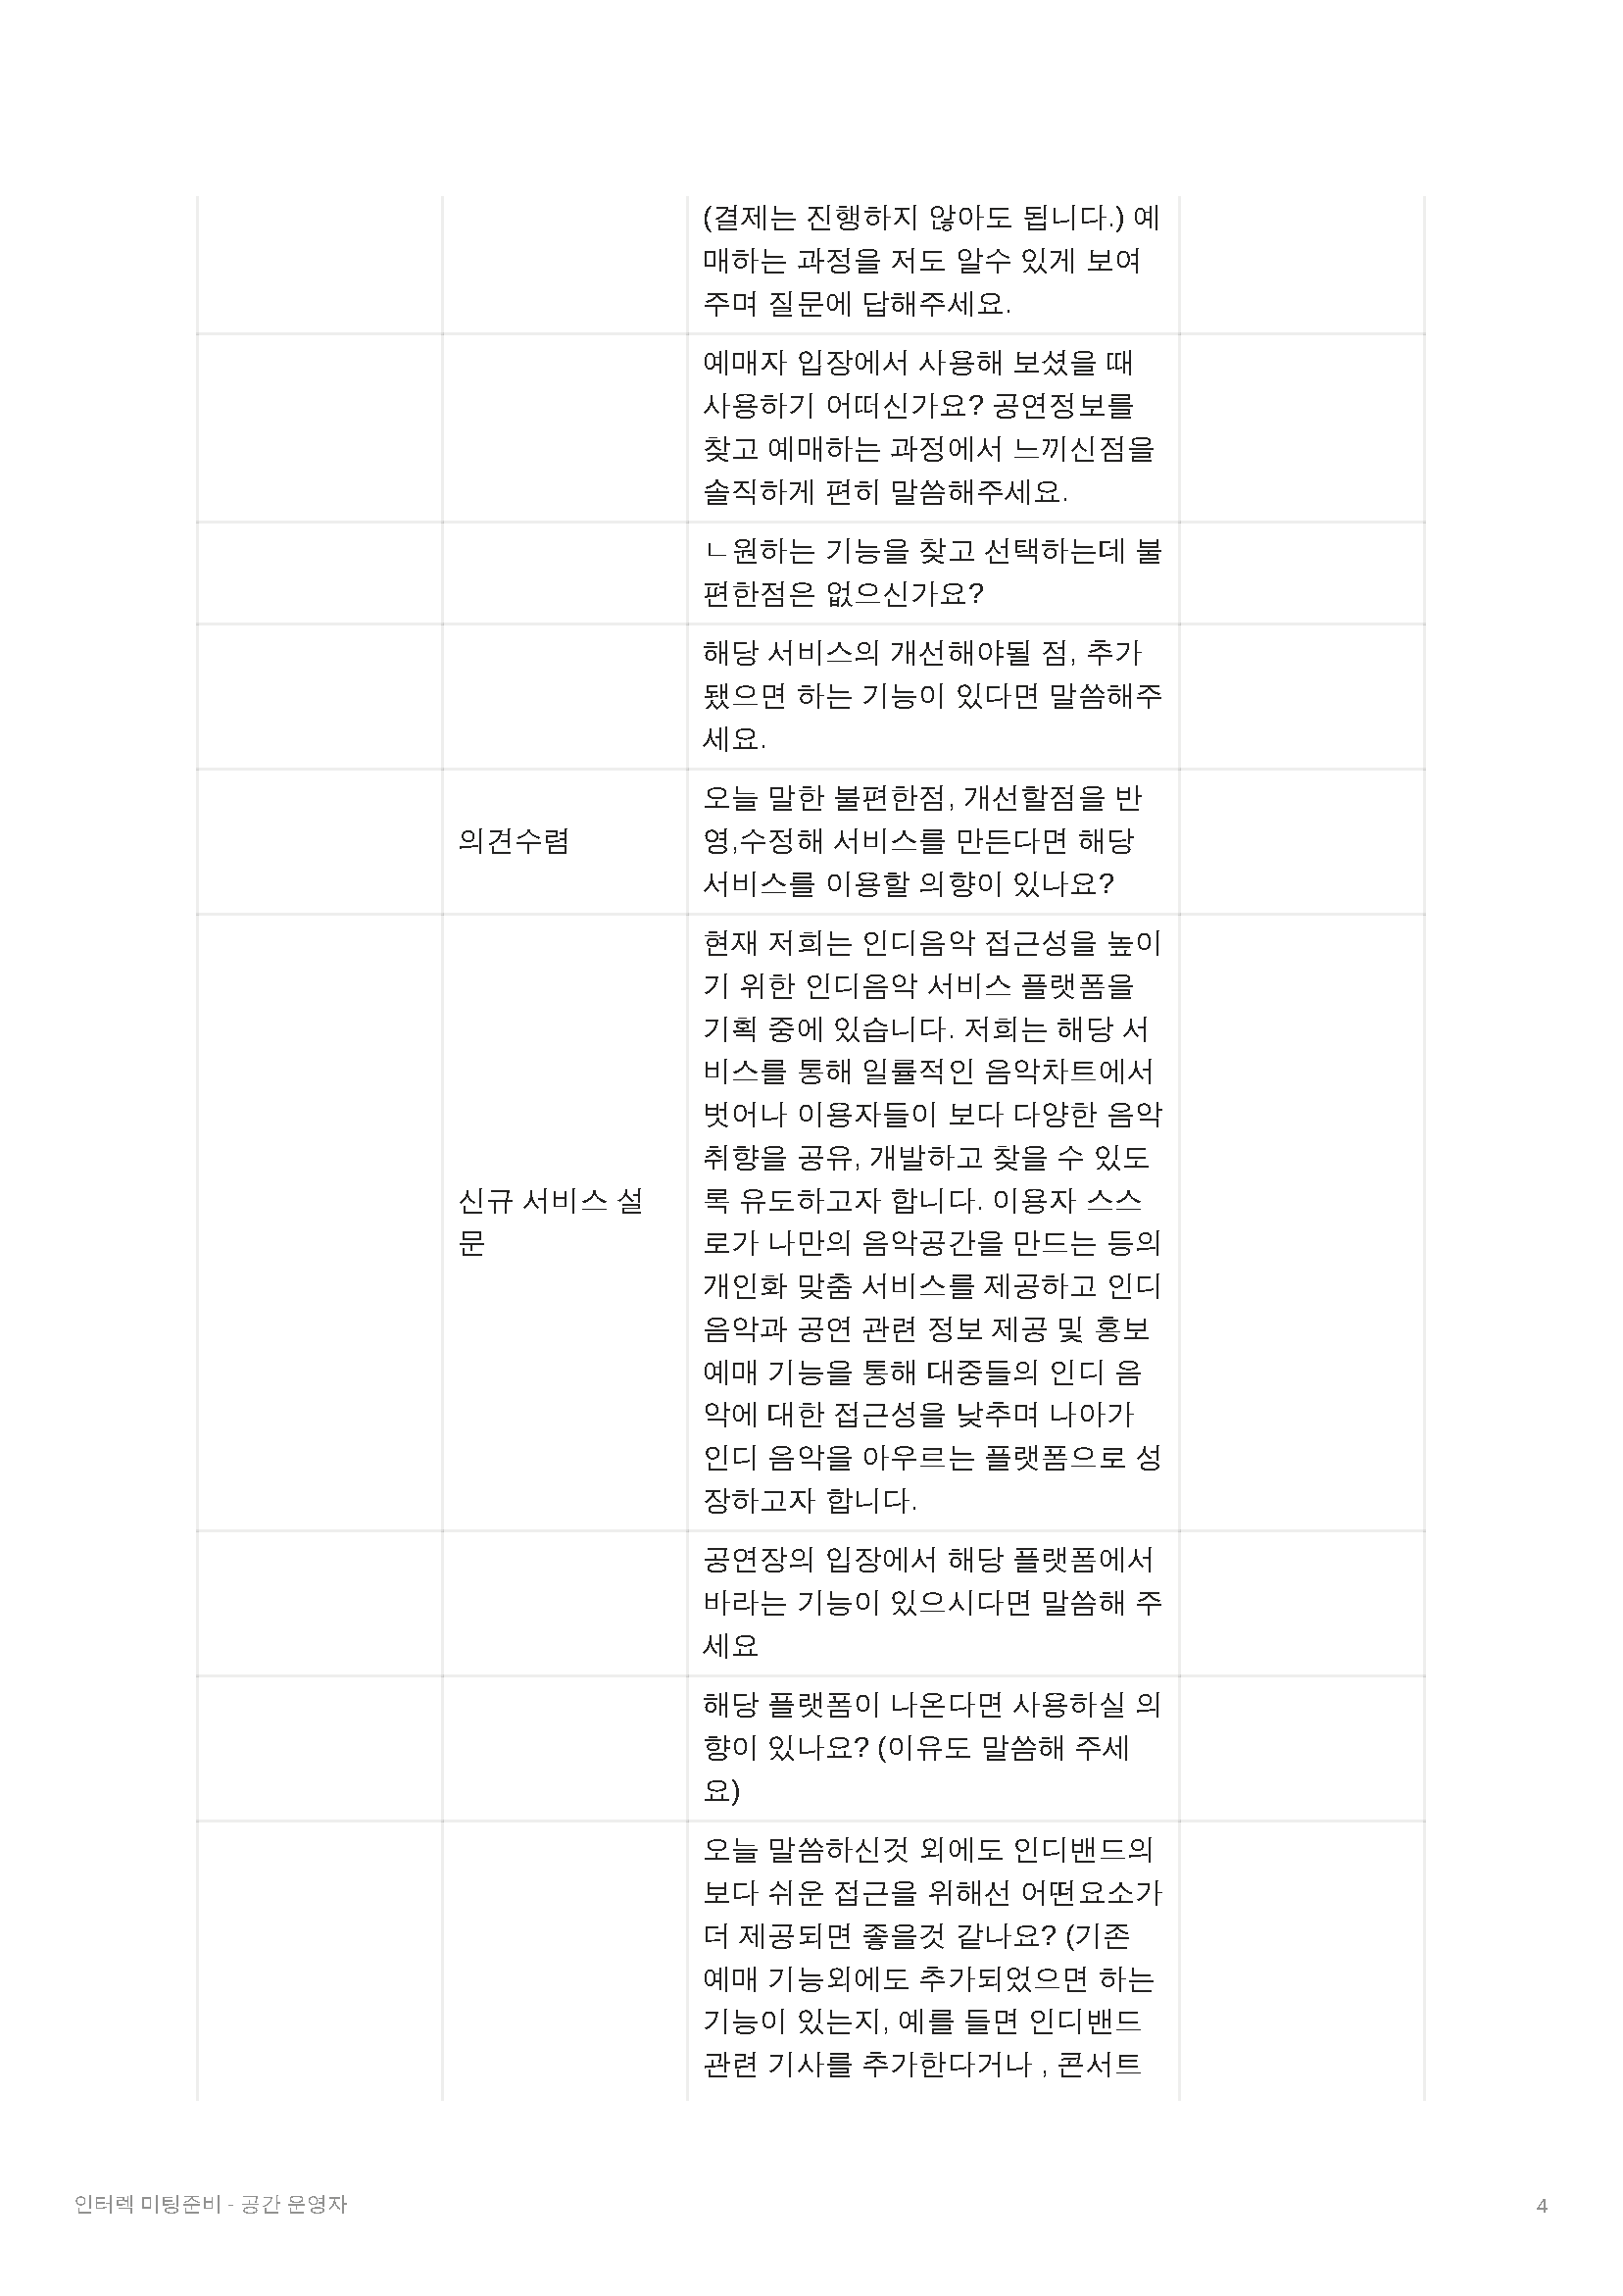 (결제는 진행하지 않아도 됩니다.) 예
매하는 과정을 저도 알수 있게 보여
주며 질문에 답해주세요.
예매자 입장에서 사용해 보셨을 때
사용하기 어떠신가요? 공연정보를
찾고 예매하는 과정에서 느끼신점을
솔직하게 편히 말씀해주세요.
ㄴ원하는 기능을 찾고 선택하는데 불
편한점은 없으신가요?
해당 서비스의 개선해야될 점, 추가
됐으면 하는 기능이 있다면 말씀해주
세요.
의견수렴
오늘 말한 불편한점, 개선할점을 반
영,수정해 서비스를 만든다면 해당
서비스를 이용할 의향이 있나요?
신규 서비스 설
문
현재 저희는 인디음악 접근성을 높이
기 위한 인디음악 서비스 플랫폼을
기획 중에 있습니다. 저희는 해당 서
비스를 통해 일률적인 음악차트에서
벗어나 이용자들이 보다 다양한 음악
취향을 공유, 개발하고 찾을 수 있도
록 유도하고자 합니다. 이용자 스스
로가 나만의 음악공간을 만드는 등의
개인화 맞춤 서비스를 제공하고 인디
음악과 공연 관련 정보 제공 및 홍보
예매 기능을 통해 대중들의 인디 음
악에 대한 접근성을 낮추며 나아가
인디 음악을 아우르는 플랫폼으로 성
장하고자 합니다.
공연장의 입장에서 해당 플랫폼에서
바라는 기능이 있으시다면 말씀해 주
세요
해당 플랫폼이 나온다면 사용하실 의
향이 있나요? (이유도 말씀해 주세
요)
오늘 말씀하신것 외에도 인디밴드의
보다 쉬운 접근을 위해선 어떤요소가
더 제공되면 좋을것 같나요? (기존
예매 기능외에도 추가되었으면 하는
기능이 있는지, 예를 들면 인디밴드
관련 기사를 추가한다거나 , 콘서트
인터렉 미팅준비 - 공간 운영자
4